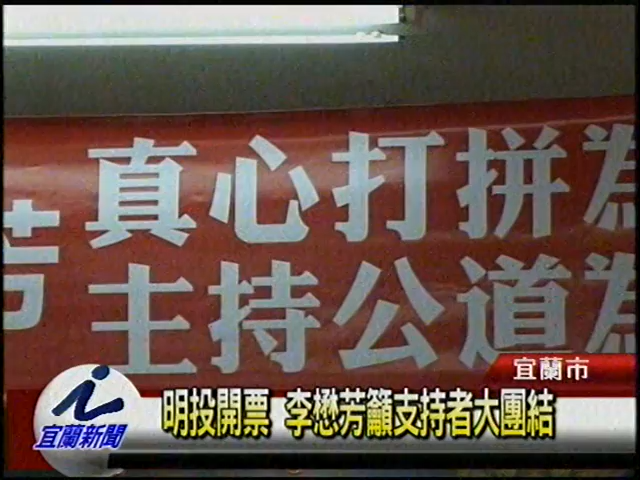 芳
真心打拼為
主持公道為
宜蘭市
明投開票 李懋芳籲支持者大團結
i
宜蘭新聞